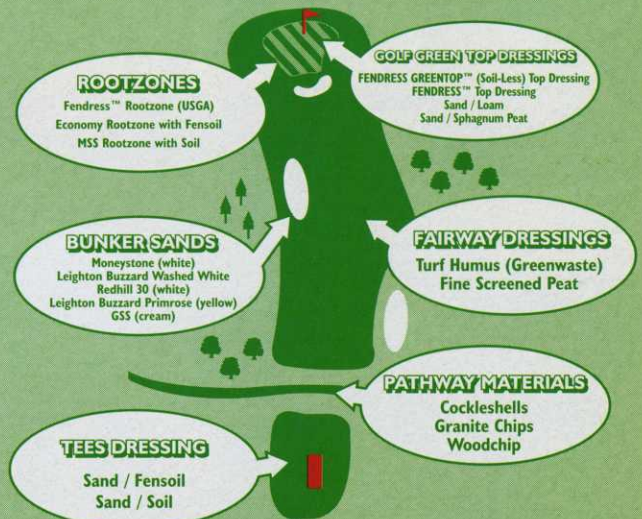 ROOTZONES
Fendress™ Rootzone (USGA)
Economy Rootzone with Fensoil
MSS Rootzone with Soil
GOLF GREEN TOP DRESSINGS
FENDRESS GREENTOP™ (Soil-Less) Top Dressing
FENDRESS™ Top Dressing
Sand / Loam
Sand / Sphagnum Peat
BUNKER SANDS
Moneystone (white)
Leighton Buzzard Washed White
Redhill 30 (white)
Leighton Buzzard Primrose (yellow)
GSS (cream)
FAIRWAY DRESSINGS
Turf Humus (Greenwaste)
Fine Screened Peat
PATHWAY MATERIALS
Cockleshells
Granite Chips
Woodchip
TEES DRESSING
Sand / Fensoil
Sand / Soil